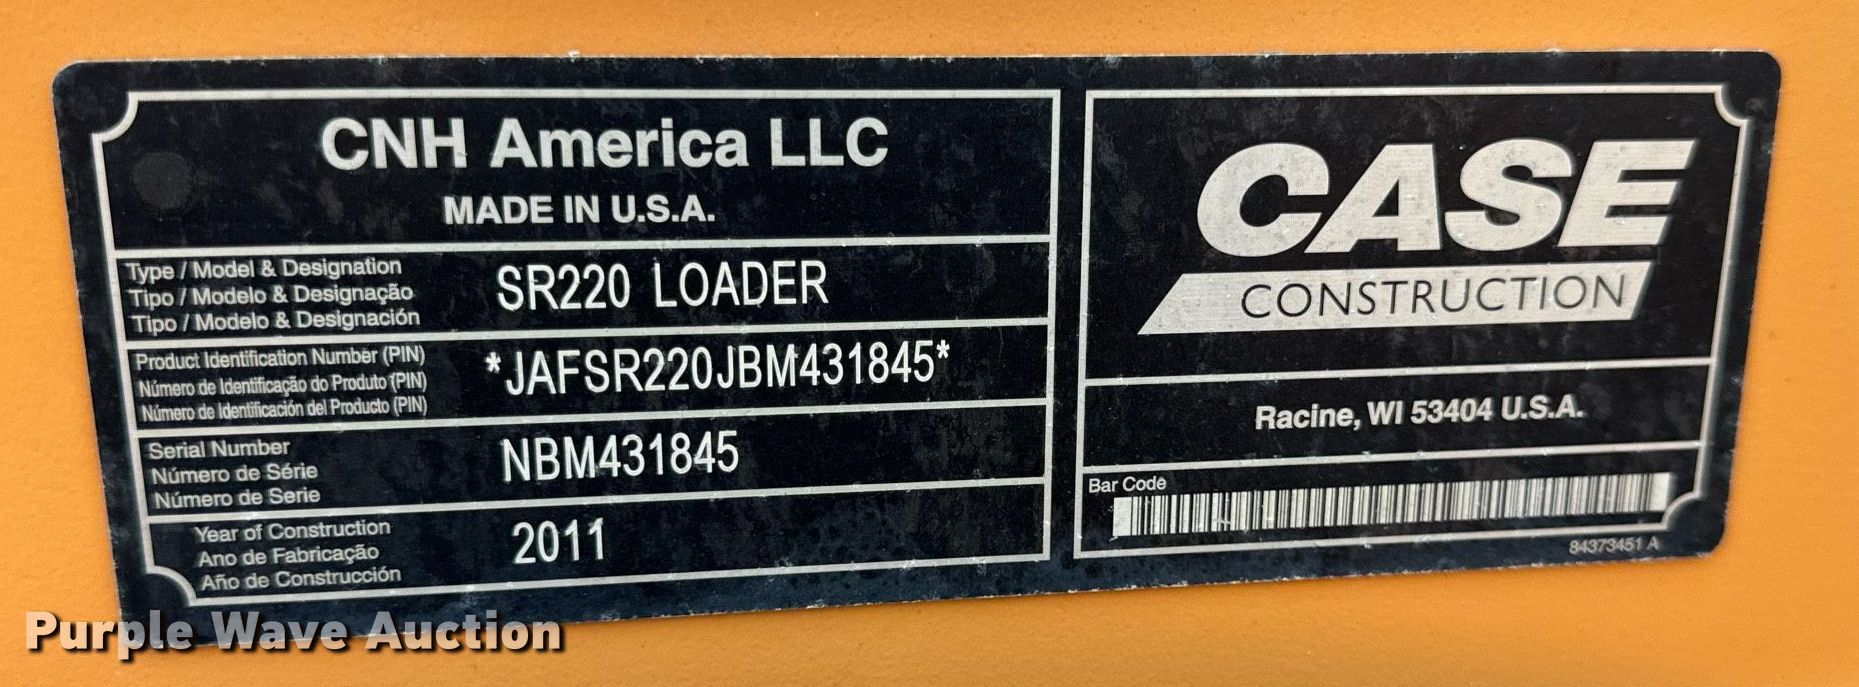 CNH America LLC
MADE IN U.S.A.
Type / Model & Designation
Tipo / Modelo & Designação
Tipo / Modelo & Designación
SR220 LOADER
Product Identification Number (PIN)
Número de Identificação do Produto (PIN)
Número de Identificación del Producto (PIN)
*JAFSR220JBM431845*
Serial Number
Número de Série
Número de Serie
NBM431845
Year of Construction
Ano de Fabricação
Año de Construcción
2011
CASE
CONSTRUCTION
Racine, WI 53404 U.S.A.
Bar Code
84373451 A
Purple Wave Auction